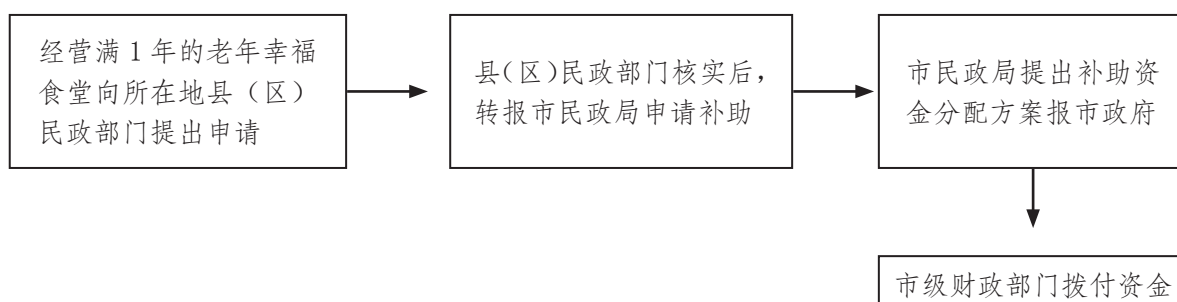 经营满1年的老年幸福
食堂向所在地县（区）
民政部门提出申请
县(区)民政部门核实后，
转报市民政局申请补助
市民政局提出补助资
金分配方案报市政府
市级财政部门拨付资金